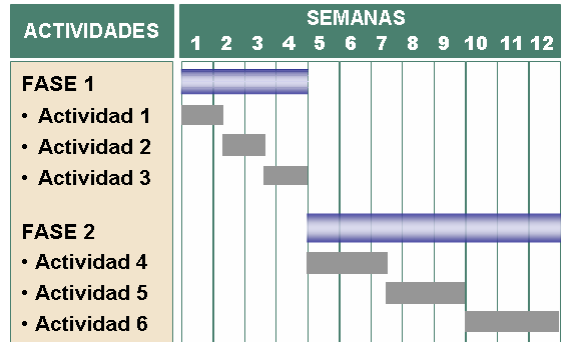 ACTIVIDADES
SEMANAS
1 2 3 4 5 6 7 8 9 10 11 12
FASE 1
• Actividad 1
• Actividad 2
• Actividad 3
FASE 2
• Actividad 4
• Actividad 5
• Actividad 6